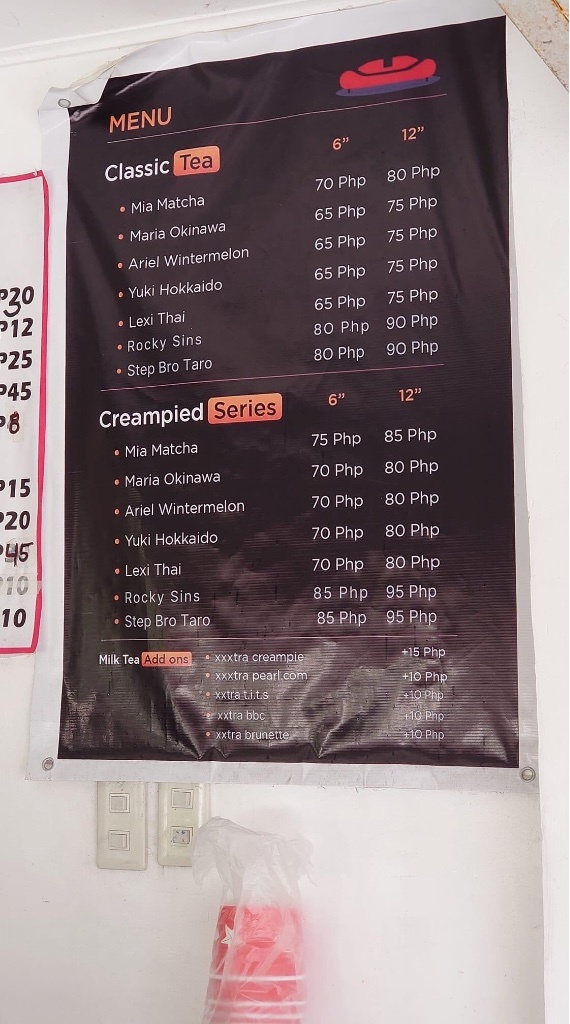 MENU
Classic Tea 6” 12”
• Mia Matcha 70 Php 80 Php
• Maria Okinawa 65 Php 75 Php
• Ariel Wintermelon 65 Php 75 Php
• Yuki Hokkaido 65 Php 75 Php
• Lexi Thai 65 Php 75 Php
• Rocky Sins 80 Php 90 Php
• Step Bro Taro 80 Php 90 Php
Creampied Series 6” 12”
• Mia Matcha 75 Php 85 Php
• Maria Okinawa 70 Php 80 Php
• Ariel Wintermelon 70 Php 80 Php
• Yuki Hokkaido 70 Php 80 Php
• Lexi Thai 70 Php 80 Php
• Rocky Sins 85 Php 95 Php
• Step Bro Taro 85 Php 95 Php
Milk Tea Add ons • xxxtra creampie +15 Php
• xxxtra pearl.com +10 Php
• xxtra t.i.t.s +10 Php
• xxtra bbc +10 Php
• xxtra brunette +10 Php
P12
P25
P45
P8
P15
P20
P45
10
10